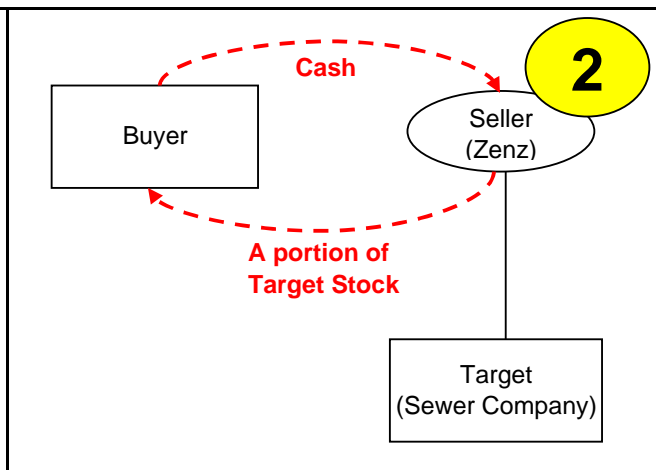 Cash
2
Buyer
Seller
(Zenz)
A portion of
Target Stock
Target
(Sewer Company)